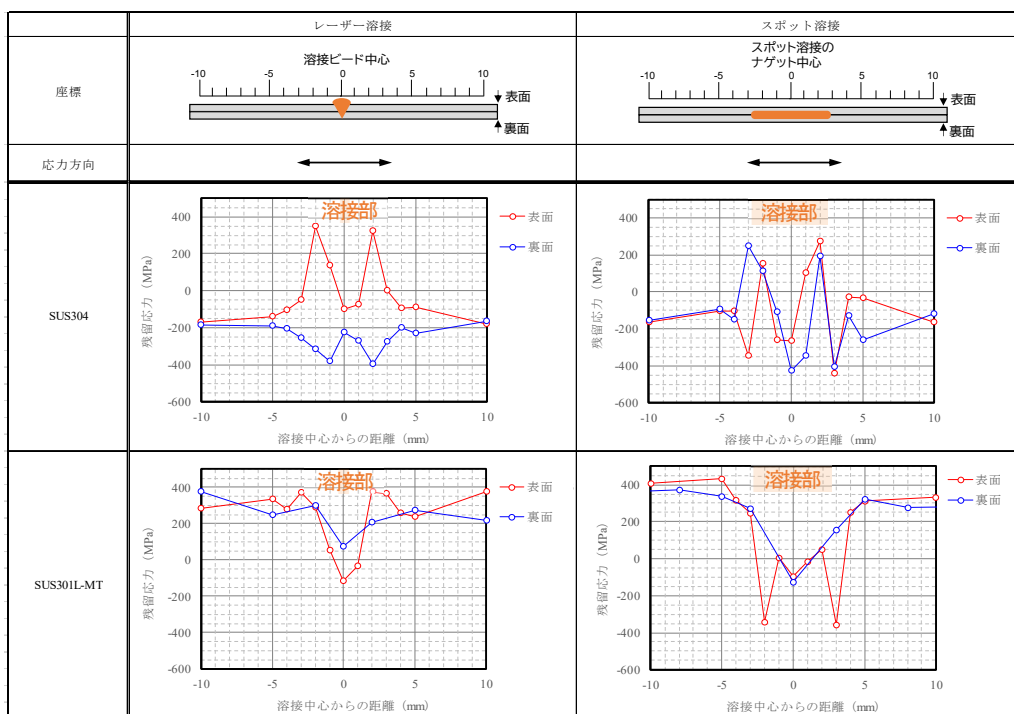 レーザー溶接
スポット溶接
座標
溶接ビード中心
-10 -5 0 5 10
表面
裏面
スポット溶接の
ナゲット中心
-10 -5 0 5 10
表面
裏面
応力方向
SUS304
溶接部
表面
裏面
残留応力（MPa）
400
200
0
-200
-400
-600
-10 -5 0 5 10
溶接中心からの距離（mm）
溶接部
表面
裏面
残留応力（MPa）
400
200
0
-200
-400
-600
-10 -5 0 5 10
溶接中心からの距離（mm）
SUS301L-MT
溶接部
表面
裏面
残留応力（MPa）
400
200
0
-200
-400
-600
-10 -5 0 5 10
溶接中心からの距離（mm）
溶接部
表面
裏面
残留応力（MPa）
400
200
0
-200
-400
-600
-10 -5 0 5 10
溶接中心からの距離（mm）